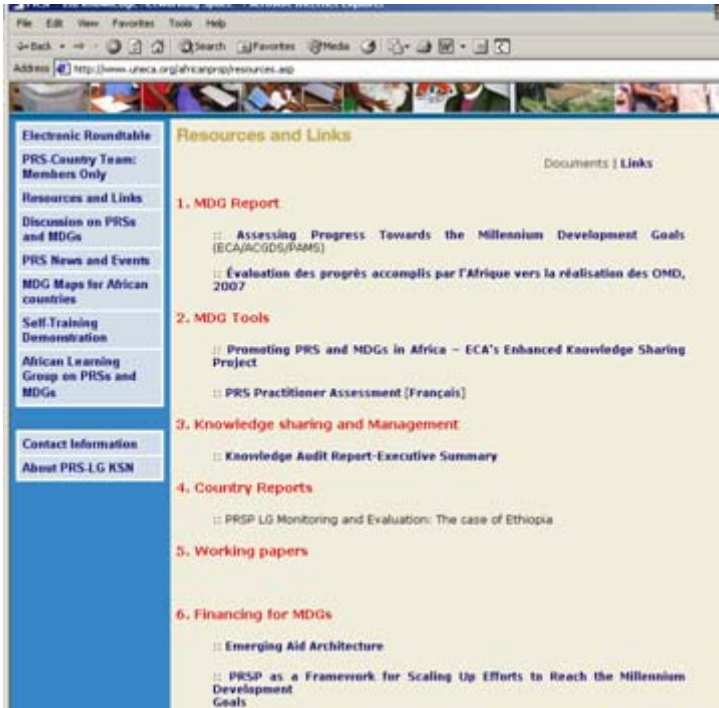 File Edit View Favorites Tools Help
Back Search Favorites Media
Address http://www.uneca.org/africanprsp/resources.asp
Electronic Roundtable
PRS-Country Team:
Members Only
Resources and Links
Discussion on PRSs
and MDGs
PRS News and Events
MDG Maps for African
countries
Self-Training
Demonstration
African Learning
Group on PRSs and
MDGs
Contact Information
About PRS-LG KSN
Resources and Links
Documents | Links
1. MDG Report
:: Assessing Progress Towards the Millennium Development Goals
(ECA/ACGDS/PAMS)
:: Évaluation des progrès accomplis par l'Afrique vers la réalisation des OMD,
2007
2. MDG Tools
:: Promoting PRS and MDGs in Africa – ECA's Enhanced Knowledge Sharing
Project
:: PRS Practitioner Assessment [Français]
3. Knowledge sharing and Management
:: Knowledge Audit Report-Executive Summary
4. Country Reports
:: PRSP LG Monitoring and Evaluation: The case of Ethiopia
5. Working papers
6. Financing for MDGs
:: Emerging Aid Architecture
:: PRSP as a Framework for Scaling Up Efforts to Reach the Millennium
Development
Goals